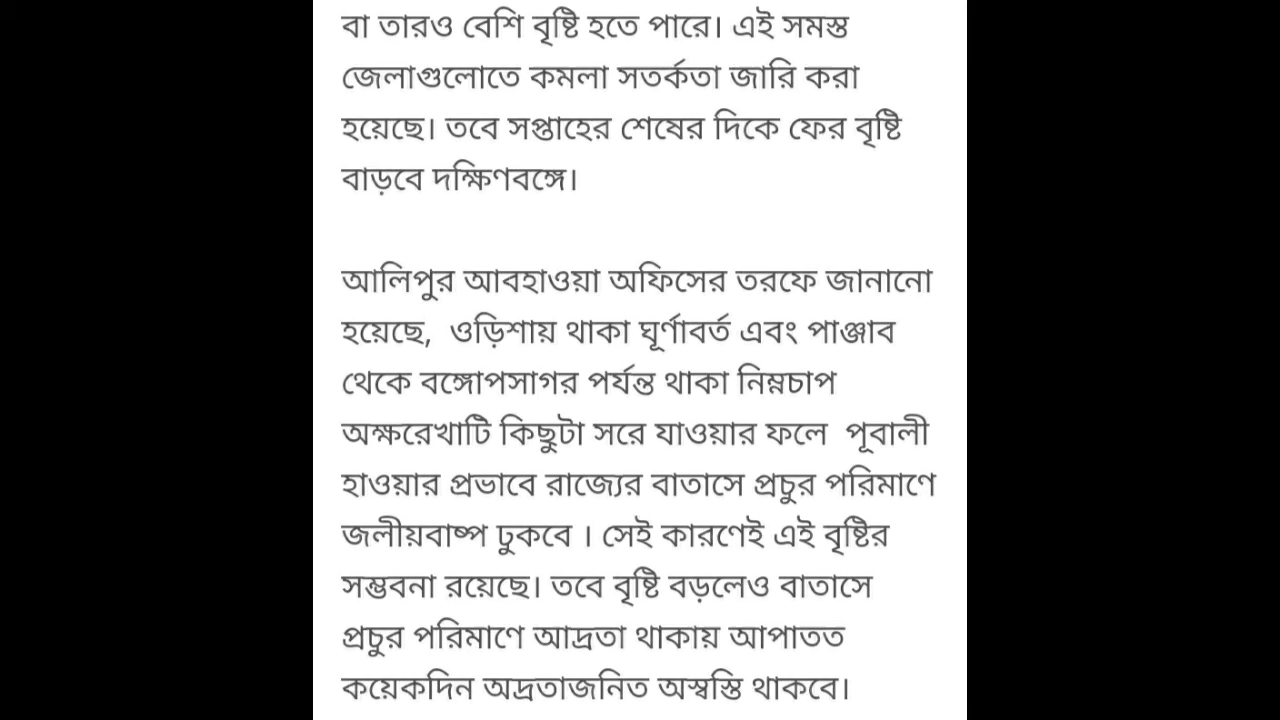 বা তারও বেশি বৃষ্টি হতে পারে। এই সমস্ত
জেলাগুলোতে কমলা সতর্কতা জারি করা
হয়েছে। তবে সপ্তাহের শেষের দিকে ফের বৃষ্টি
বাড়বে দক্ষিণবঙ্গে।
আলিপুর আবহাওয়া অফিসের তরফে জানানো
হয়েছে,  ওড়িশায় থাকা ঘূর্ণাবর্ত এবং পাঞ্জাব
থেকে বঙ্গোপসাগর পর্যন্ত থাকা নিম্নচাপ
অক্ষরেখাটি কিছুটা সরে যাওয়ার ফলে  পূবালী
হাওয়ার প্রভাবে রাজ্যের বাতাসে প্রচুর পরিমাণে
জলীয়বাষ্প ঢুকবে । সেই কারণেই এই বৃষ্টির
সম্ভবনা রয়েছে। তবে বৃষ্টি বড়লেও বাতাসে
প্রচুর পরিমাণে আদ্রতা থাকায় আপাতত
কয়েকদিন অদ্রতাজনিত অস্বস্তি থাকবে।